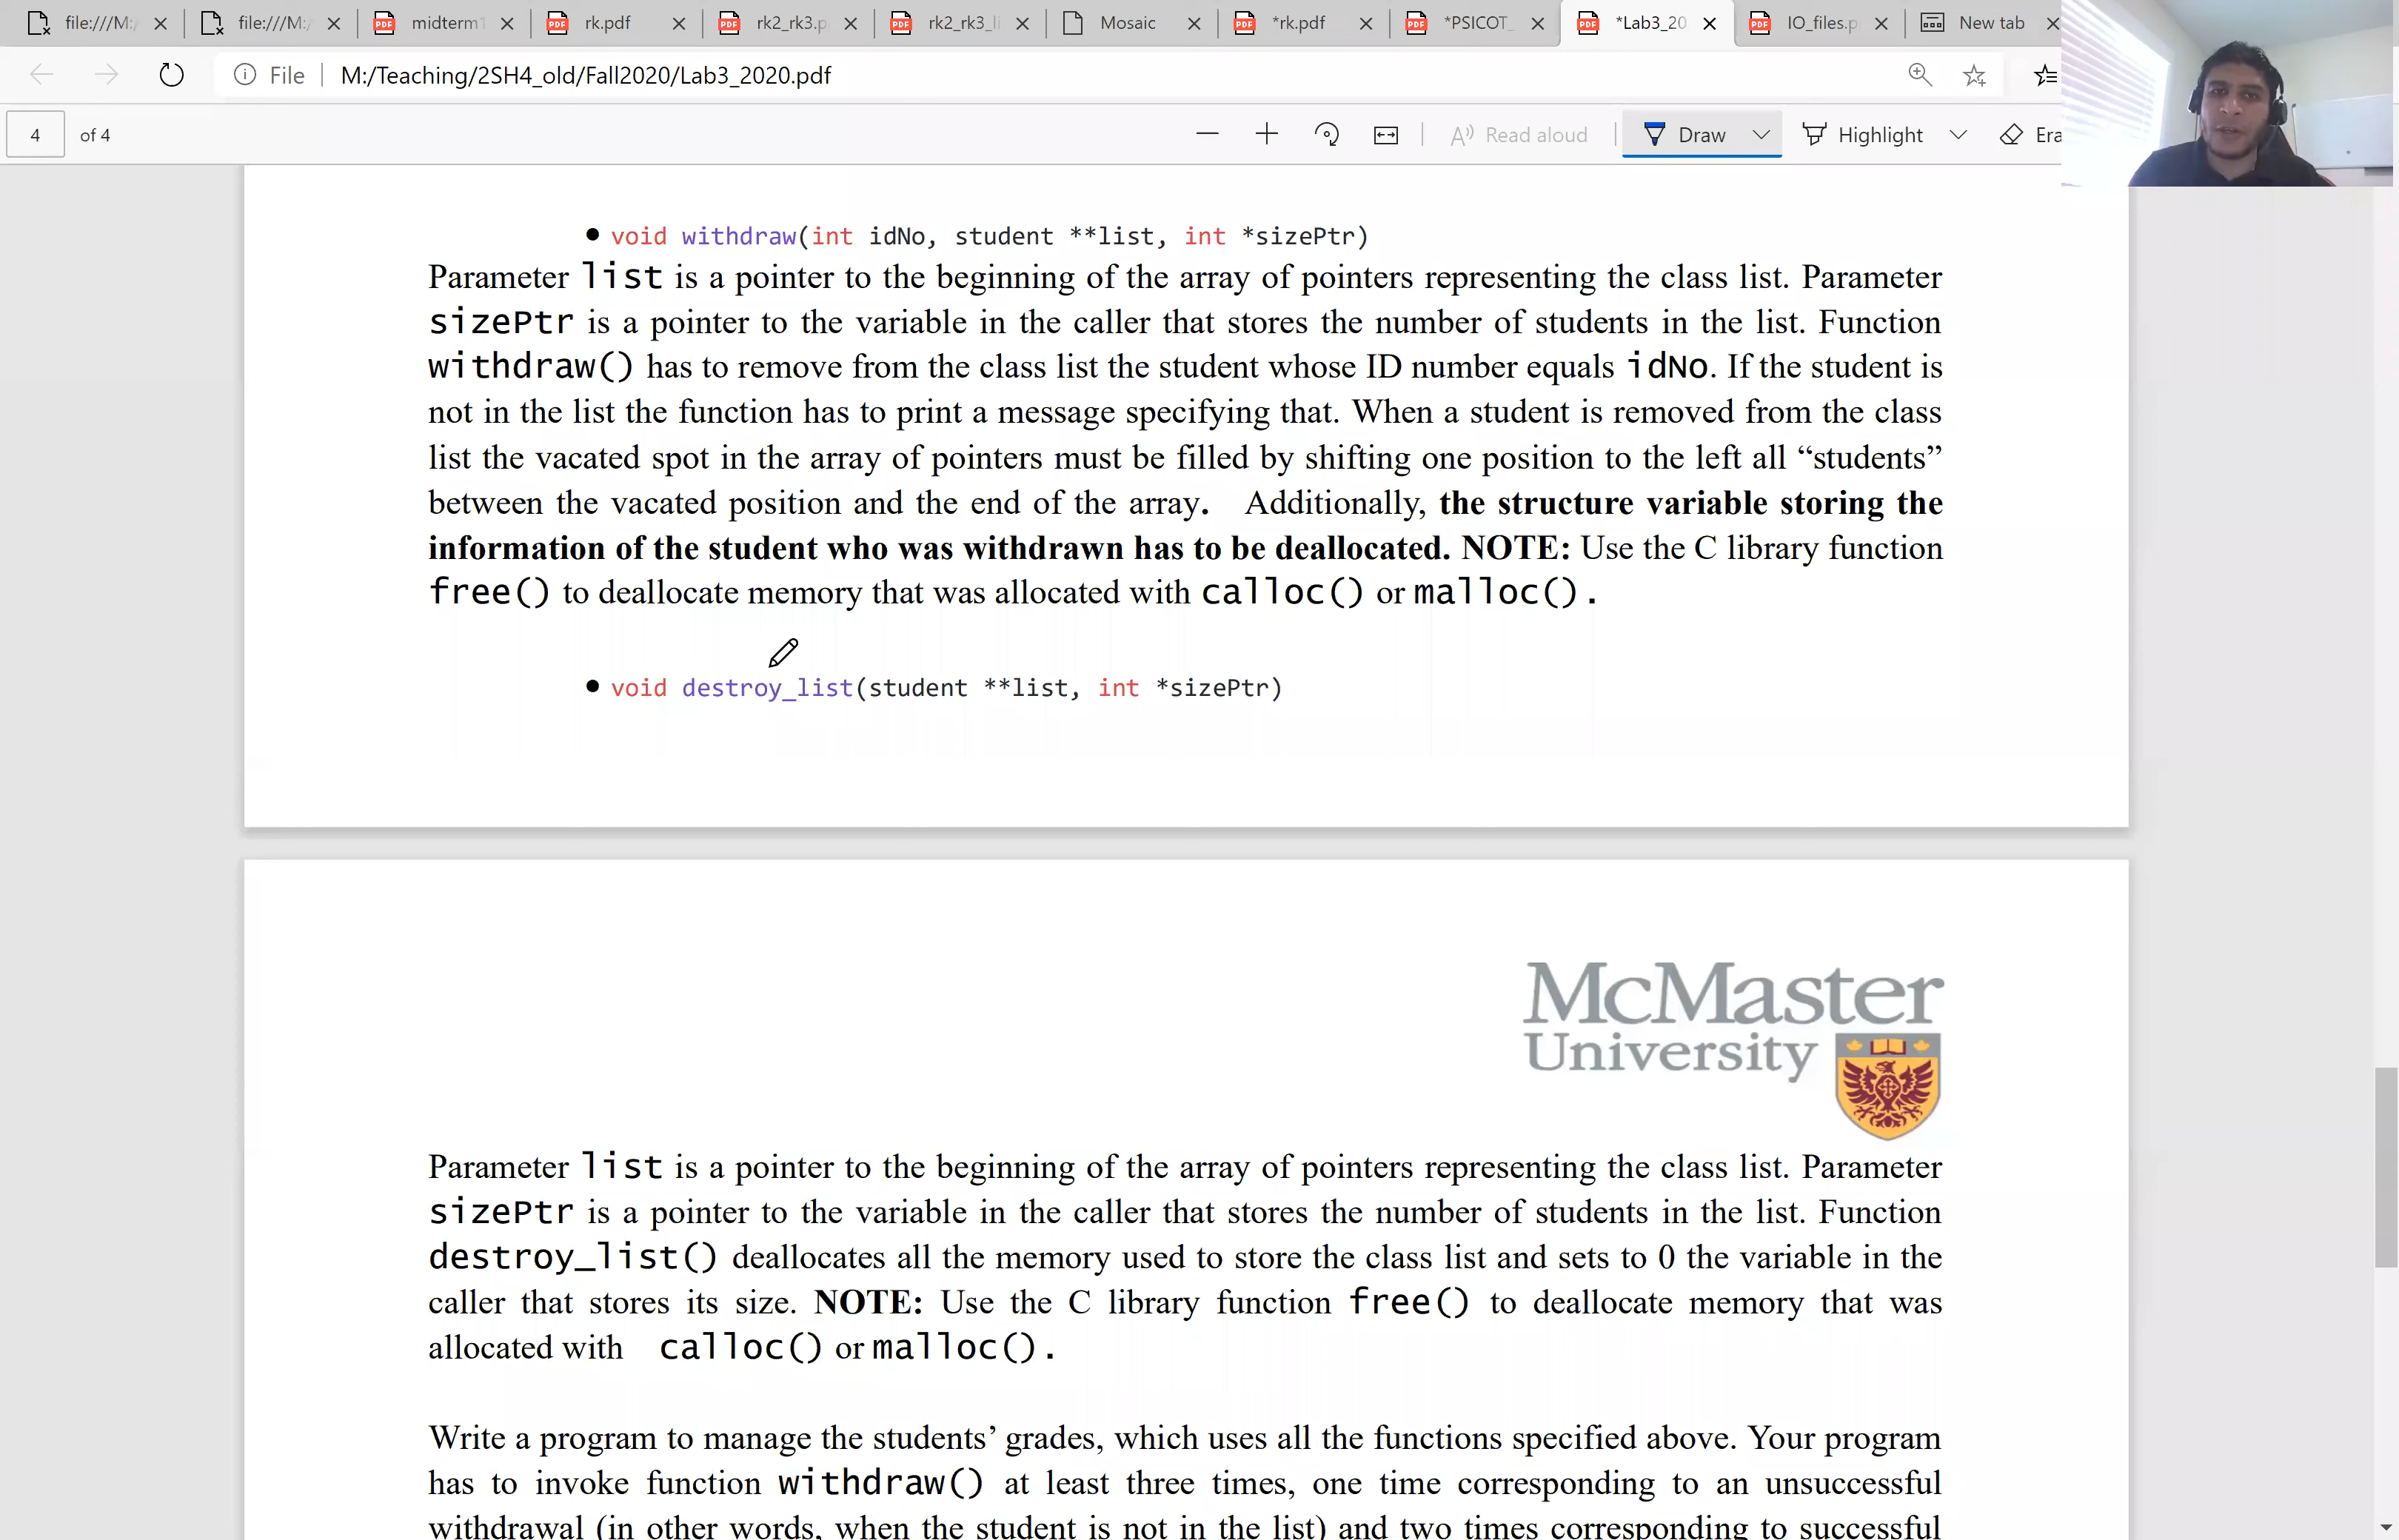 file:///M:/ file:///M:/ midterm1 rk.pdf rk2_rk3.p rk2_rk3_li Mosaic *rk.pdf *PSICOT_ *Lab3_20 IO_files.p New tab
File M:/Teaching/2SH4_old/Fall2020/Lab3_2020.pdf
4 of 4 Read aloud Draw Highlight Era
• void withdraw(int idNo, student **list, int *sizePtr)
Parameter list is a pointer to the beginning of the array of pointers representing the class list. Parameter
sizePtr is a pointer to the variable in the caller that stores the number of students in the list. Function
withdraw() has to remove from the class list the student whose ID number equals idNo. If the student is
not in the list the function has to print a message specifying that. When a student is removed from the class
list the vacated spot in the array of pointers must be filled by shifting one position to the left all “students”
between the vacated position and the end of the array. Additionally, the structure variable storing the
information of the student who was withdrawn has to be deallocated. NOTE: Use the C library function
free() to deallocate memory that was allocated with calloc() or malloc().
• void destroy_list(student **list, int *sizePtr)
McMaster
University
Parameter list is a pointer to the beginning of the array of pointers representing the class list. Parameter
sizePtr is a pointer to the variable in the caller that stores the number of students in the list. Function
destroy_list() deallocates all the memory used to store the class list and sets to 0 the variable in the
caller that stores its size. NOTE: Use the C library function free() to deallocate memory that was
allocated with calloc() or malloc().
Write a program to manage the students’ grades, which uses all the functions specified above. Your program
has to invoke function withdraw() at least three times, one time corresponding to an unsuccessful
withdrawal (in other words, when the student is not in the list) and two times corresponding to successful